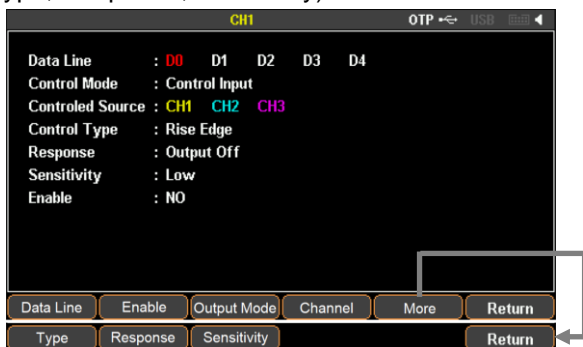 CH1 OTP USB
Data Line : D0 D1 D2 D3 D4
Control Mode : Control Input
Controled Source : CH1 CH2 CH3
Control Type : Rise Edge
Response : Output Off
Sensitivity : Low
Enable : NO
Data Line Enable Output Mode Channel More Return
Type Response Sensitivity Return